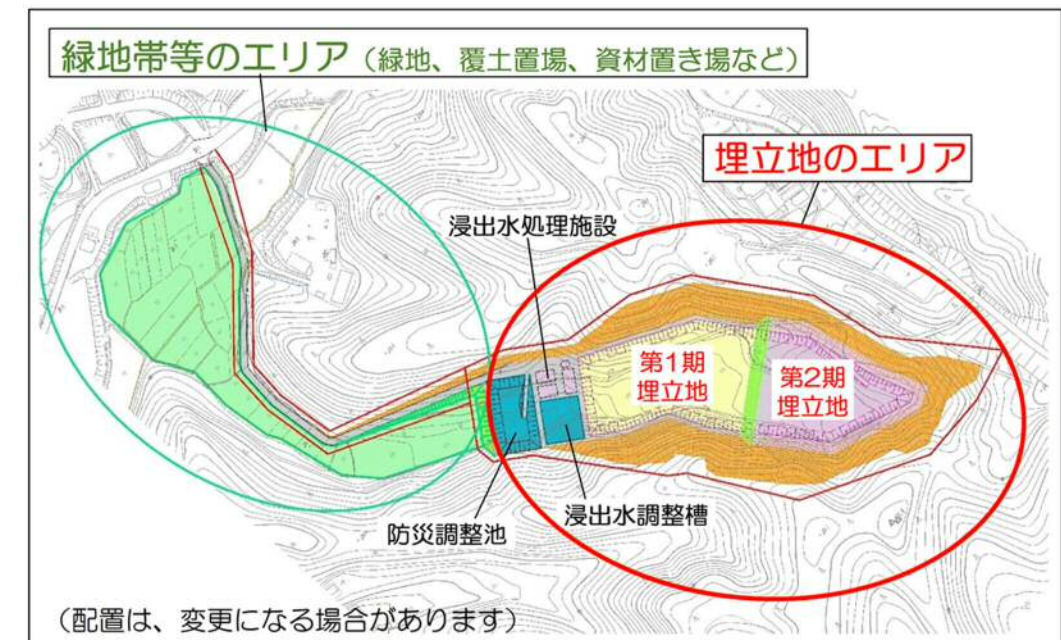 緑地帯等のエリア（緑地、覆土置場、資材置き場など）
埋立地のエリア
浸出水処理施設
第1期
埋立地
第2期
埋立地
浸出水調整槽
防災調整池
（配置は、変更になる場合があります）